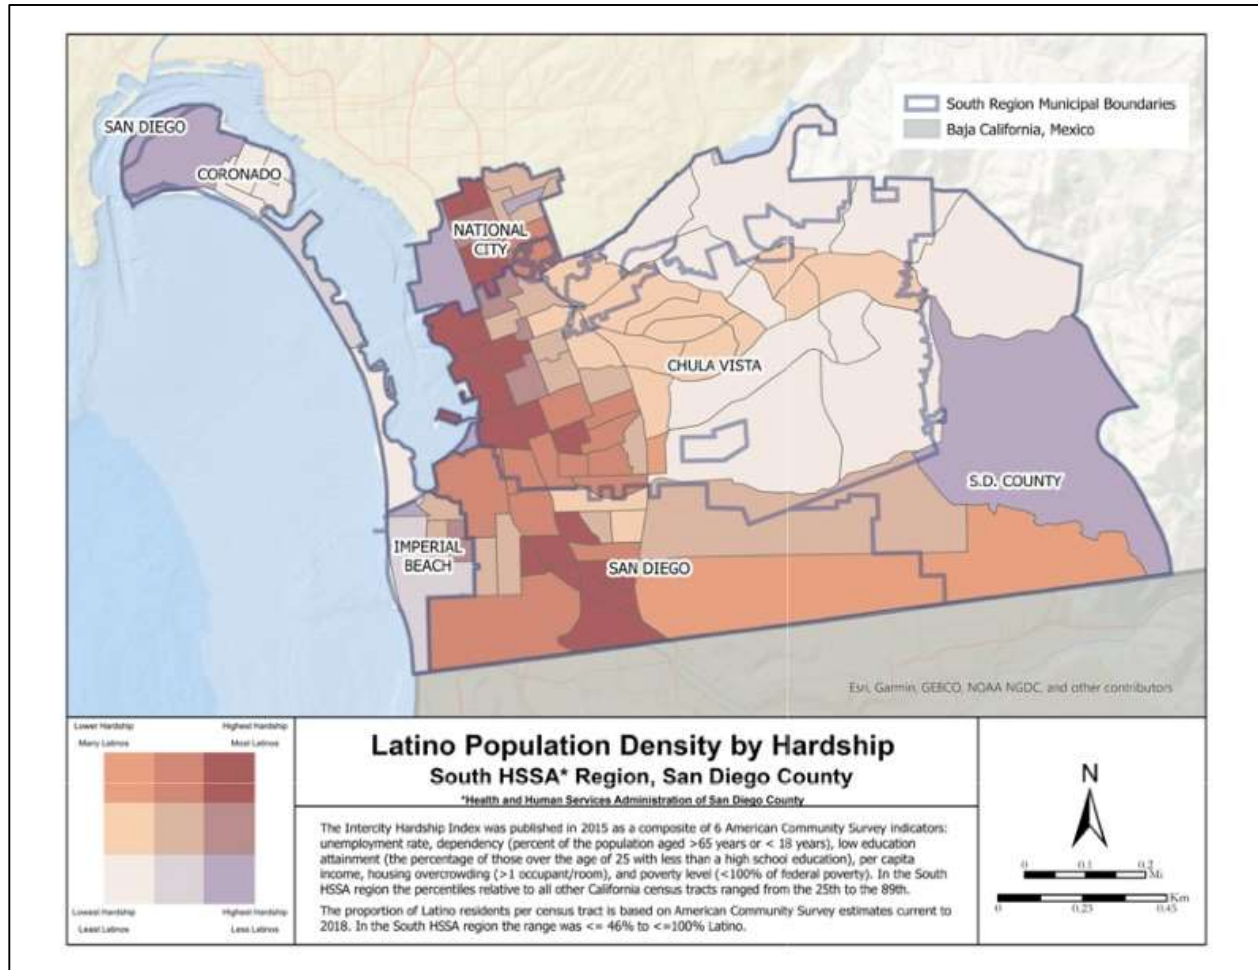 South Region Municipal Boundaries
Baja California, Mexico
SAN DIEGO
CORONADO
NATIONAL
CITY
CHULA VISTA
S.D. COUNTY
IMPERIAL
BEACH
SAN DIEGO
Esri, Garmin, GEBCO, NOAA NGDC, and other contributors
Lower Hardship
Highest Hardship
Many Latinos
Most Latinos
Lowest Hardship
Highest Hardship
Least Latinos
Less Latinos
Latino Population Density by Hardship
South HSSA* Region, San Diego County
*Health and Human Services Administration of San Diego County
The Intercity Hardship Index was published in 2015 as a composite of 6 American Community Survey indicators:
unemployment rate, dependency (percent of the population aged >65 years or < 18 years), low education
attainment (the percentage of those over the age of 25 with less than a high school education), per capita
income, housing overcrowding (>1 occupant/room), and poverty level (<100% of federal poverty). In the South
HSSA region the percentiles relative to all other California census tracts ranged from the 25th to the 89th.
The proportion of Latino residents per census tract is based on American Community Survey estimates current to
2018. In the South HSSA region the range was <= 46% to <=100% Latino.
N
0 0.1 0.2
Mi
Km
0 0.25 0.45